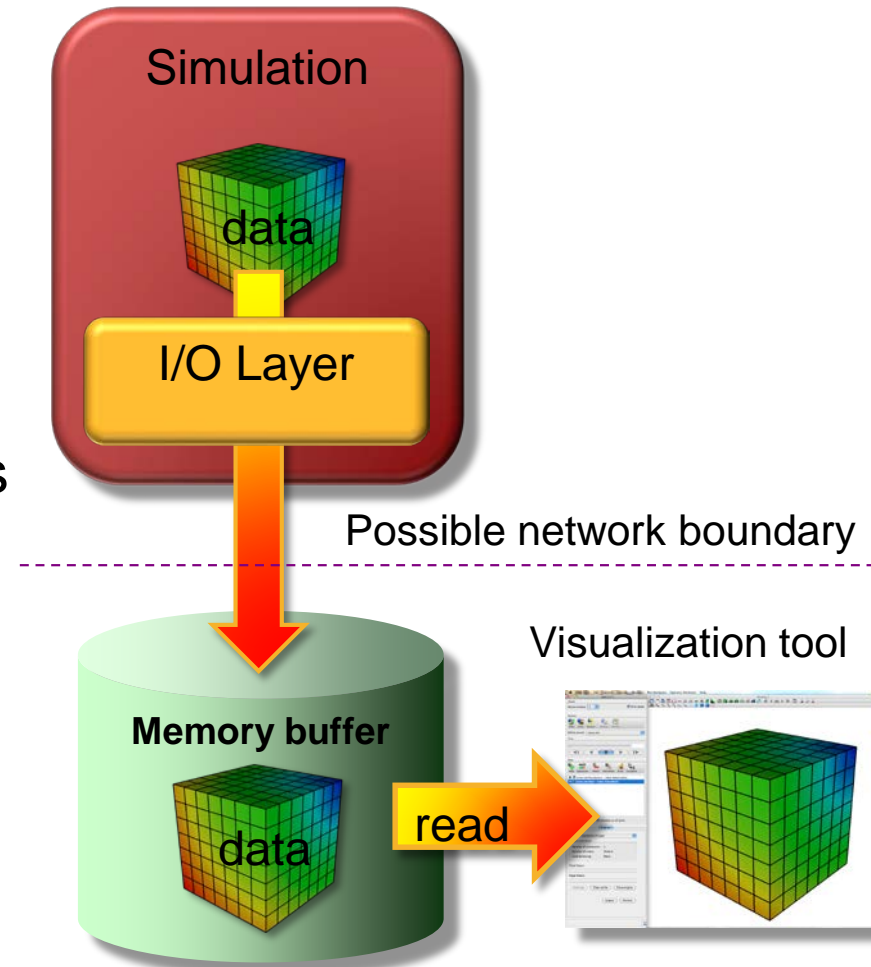 Simulation
data
I/O Layer
s
Possible network boundary
Visualization tool
Memory buffer
data
read